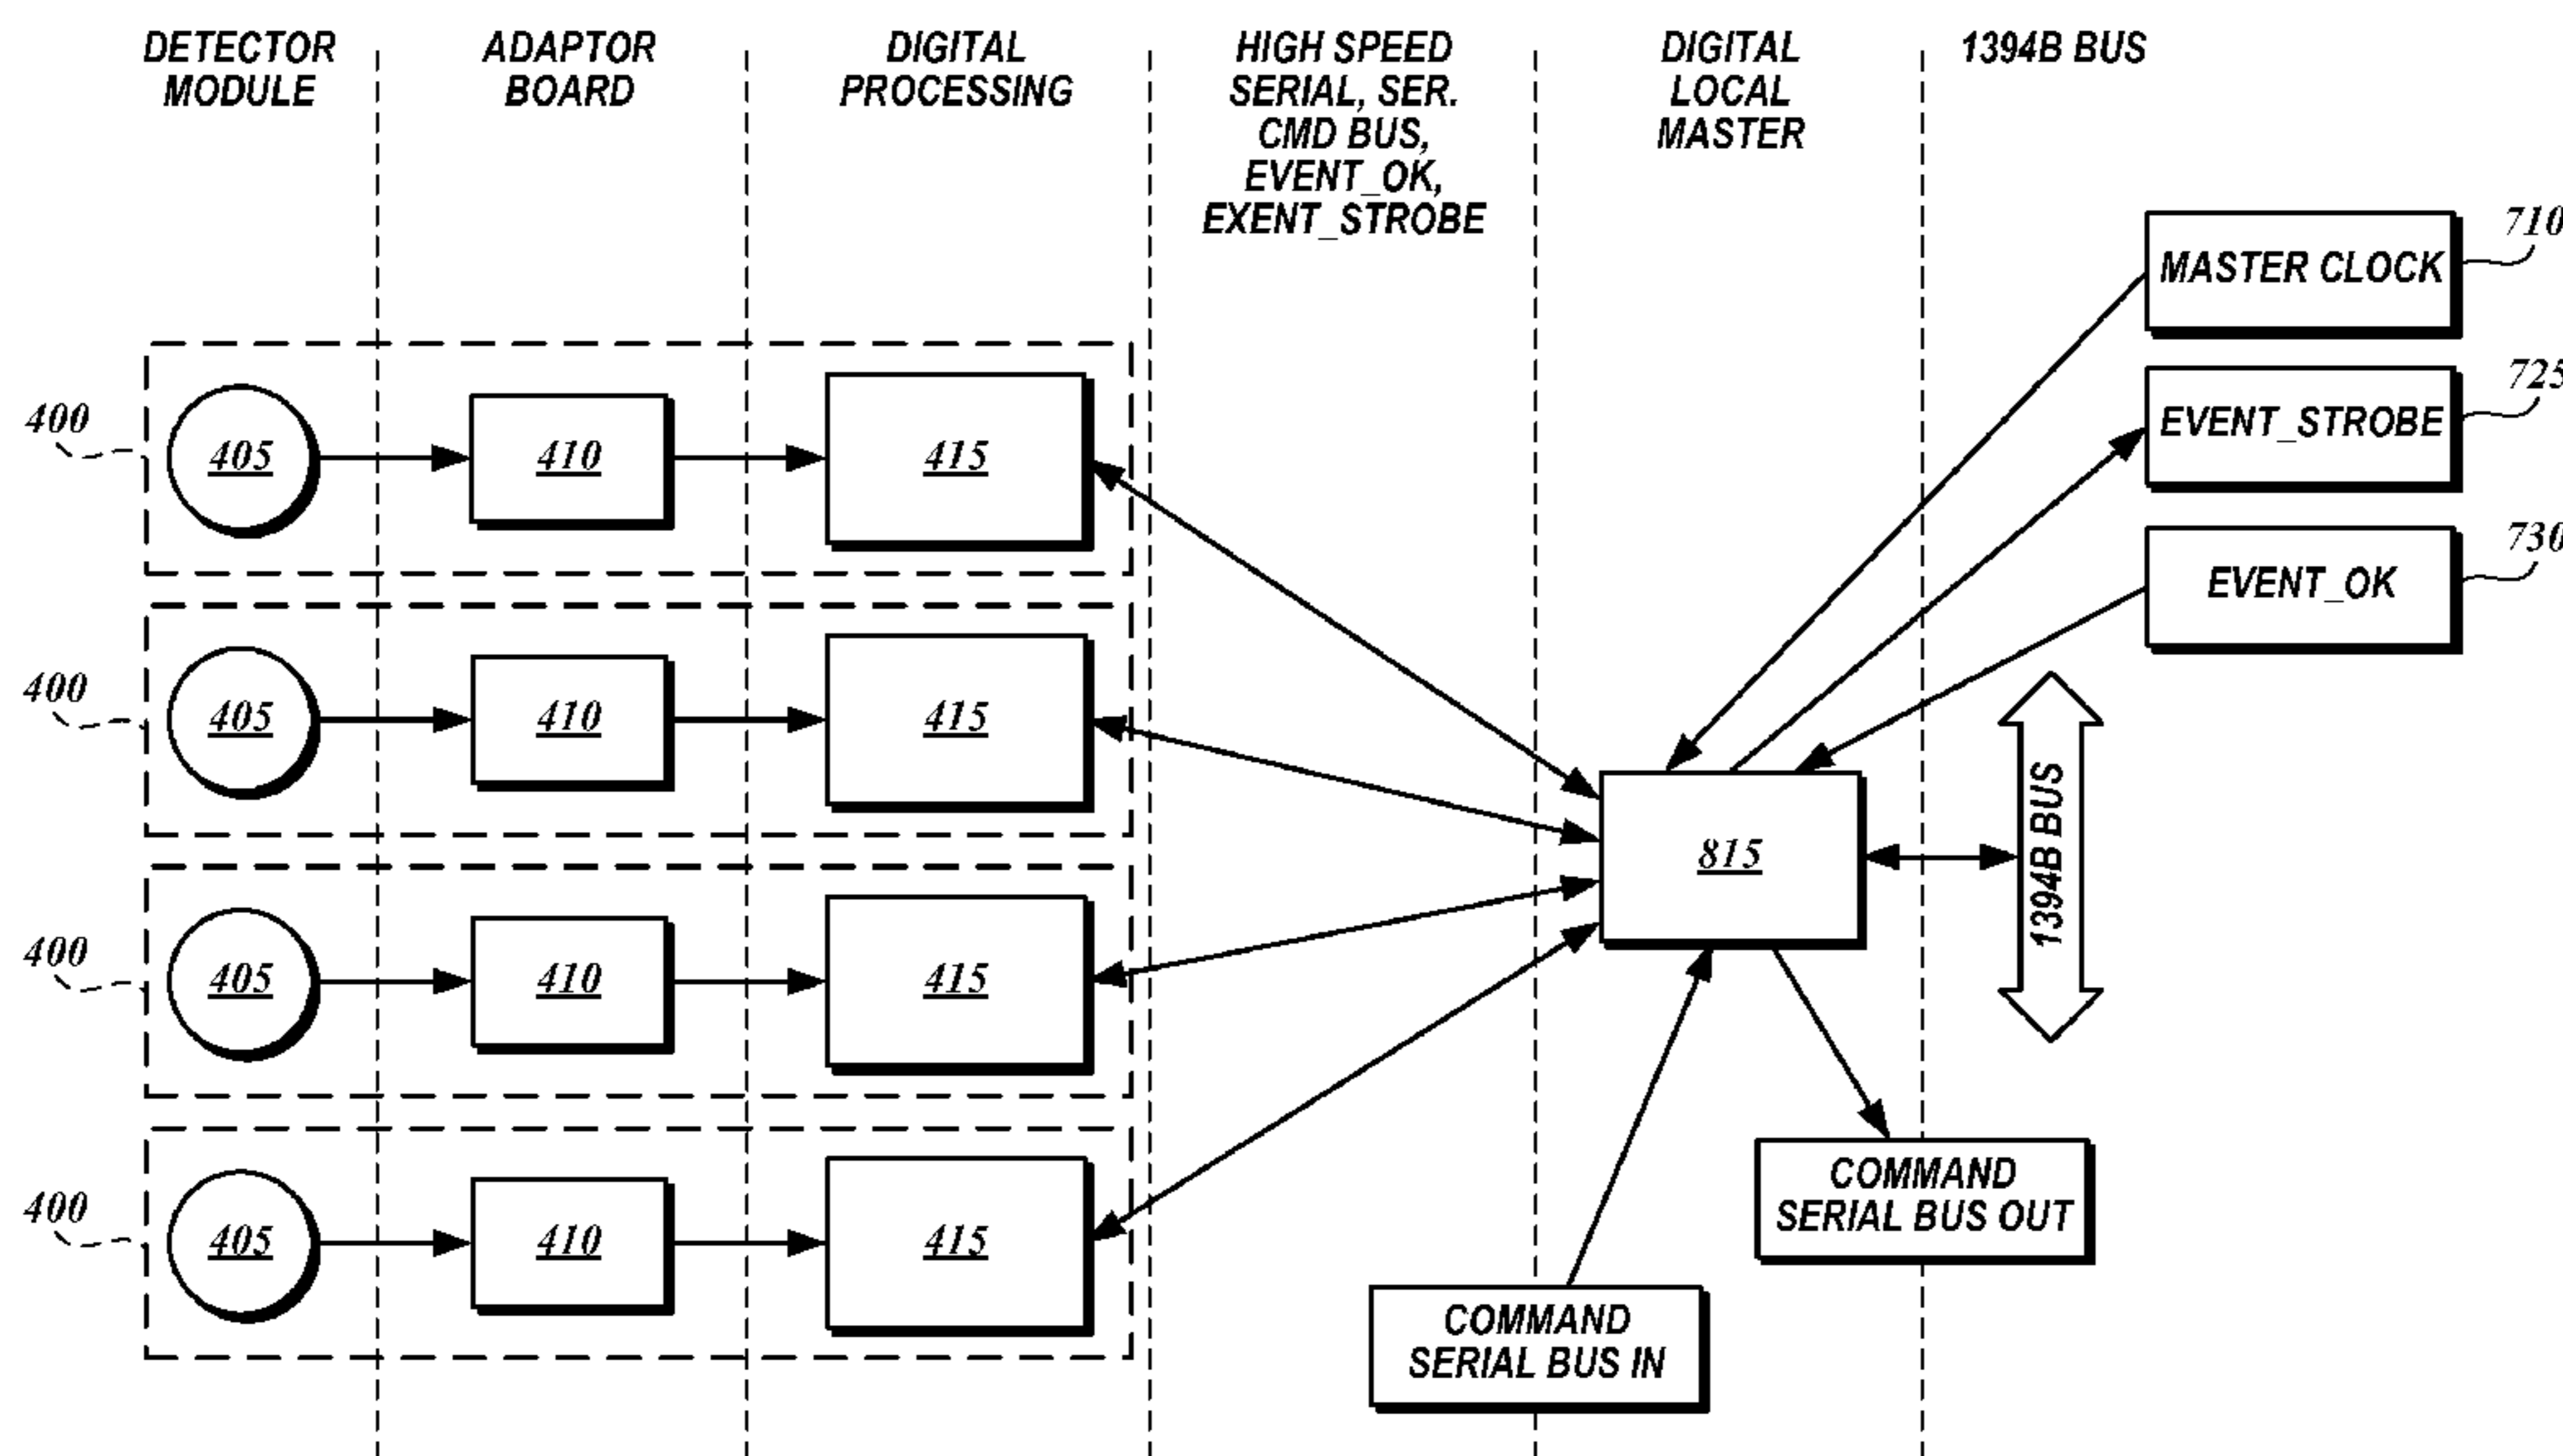 DETECTOR
MODULE
ADAPTOR
BOARD
DIGITAL
PROCESSING
HIGH SPEED
SERIAL, SER.
CMD BUS,
EVENT_OK,
EXENT_STROBE
DIGITAL
LOCAL
MASTER
1394B BUS
MASTER CLOCK
710
EVENT_STROBE
725
EVENT_OK
730
400
405
410
415
400
405
410
415
400
405
410
415
400
405
410
415
815
1394B BUS
COMMAND
SERIAL BUS OUT
COMMAND
SERIAL BUS IN